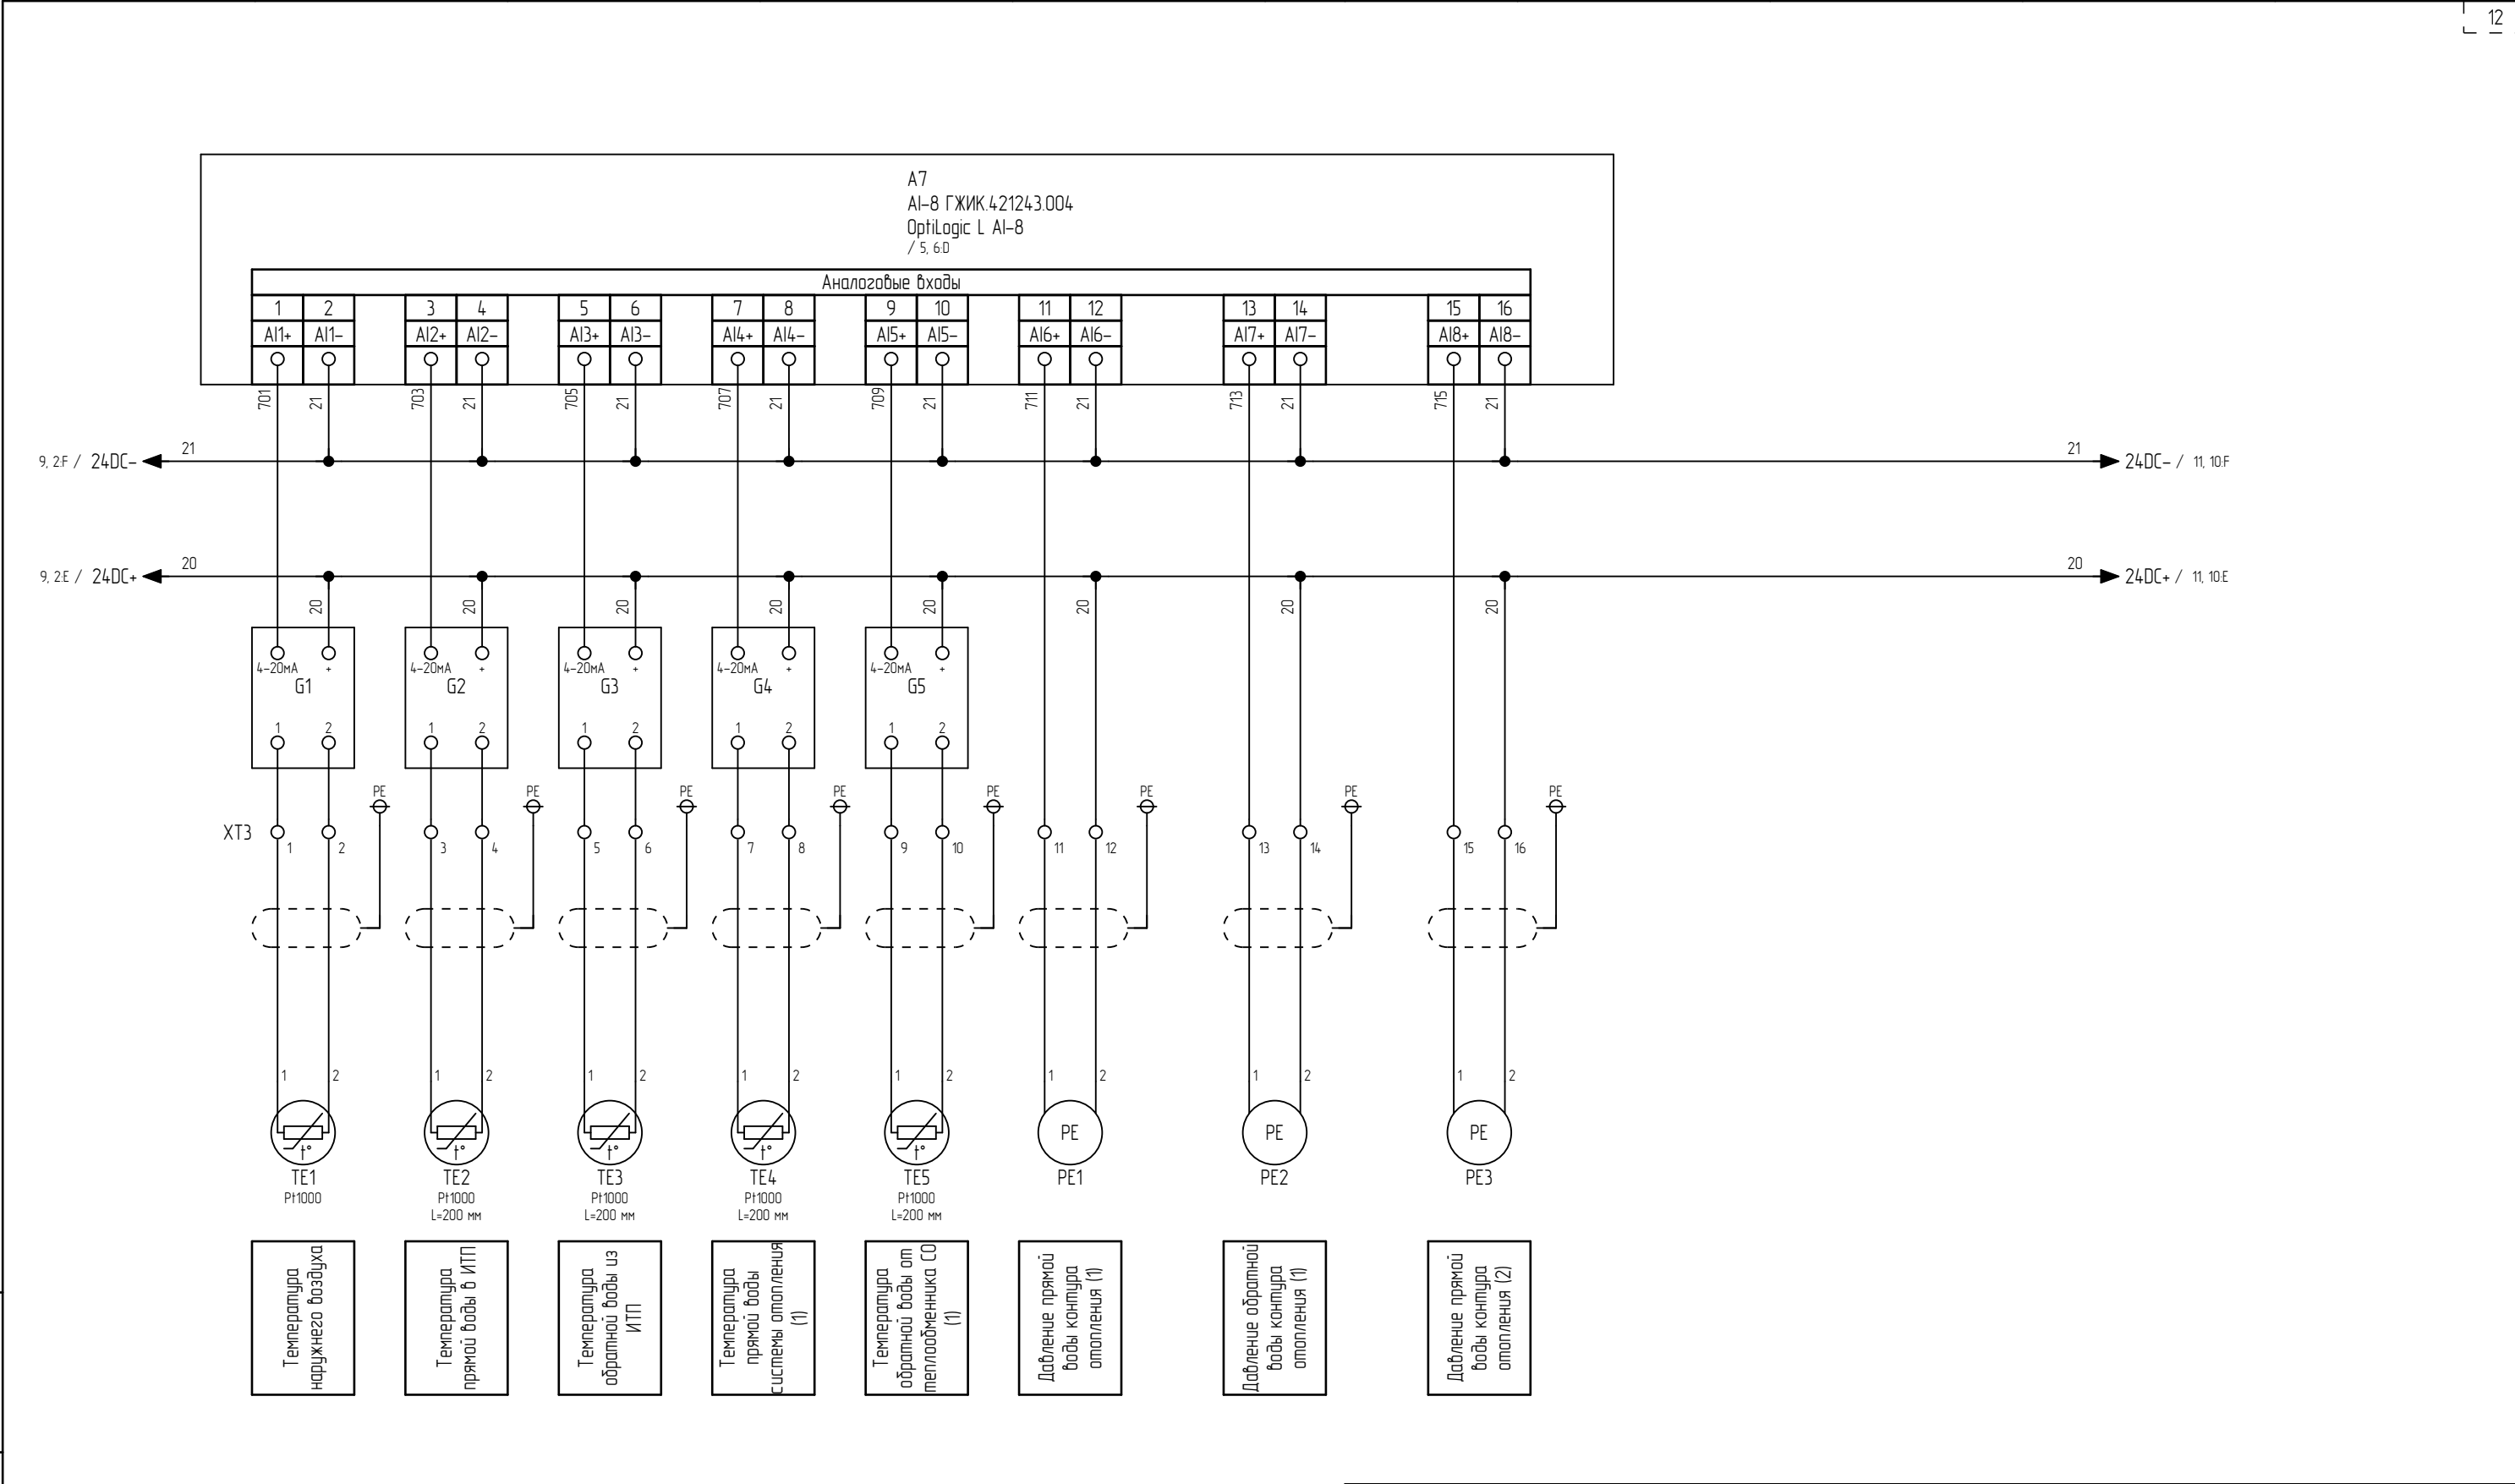 12
A7
AI-8 ГЖИК.421243.004
OptiLogic L AI-8
/ 5, 6:D
Аналоговые входы
1 2 3 4 5 6 7 8 9 10 11 12 13 14 15 16
AI1+ AI1- AI2+ AI2- AI3+ AI3- AI4+ AI4- AI5+ AI5- AI6+ AI6- AI7+ AI7- AI8+ AI8-
701 21 703 21 705 21 707 21 709 21 711 21 713 21 715 21
9, 2:F / 24DC- 21 21 24DC- / 11, 10:F
9, 2:E / 24DC+ 20 20 24DC+ / 11, 10:E
20 20 20 20 20 20 20 20
4-20мА + 4-20мА + 4-20мА + 4-20мА + 4-20мА +
G1 G2 G3 G4 G5
1 2 1 2 1 2 1 2 1 2
PE PE PE PE PE PE PE PE
XT3
1 2 3 4 5 6 7 8 9 10 11 12 13 14 15 16
1 2 1 2 1 2 1 2 1 2 1 2 1 2 1 2
PE PE PE
t° t° t° t° t°
TE1 TE2 TE3 TE4 TE5 PE1 PE2 PE3
Pt1000 Pt1000 Pt1000 Pt1000 Pt1000
L=200 мм L=200 мм L=200 мм L=200 мм
Температура
наружнего воздуха
Температура
прямой воды в ИТП
Температура
обратной воды из
ИТП
Температура
прямой воды
системы отопления
(1)
Температура
обратной воды от
теплообменника СО
(1)
Давление прямой
воды контура
отопления (1)
Давление обратной
воды контура
отопления (1)
Давление прямой
воды контура
отопления (2)